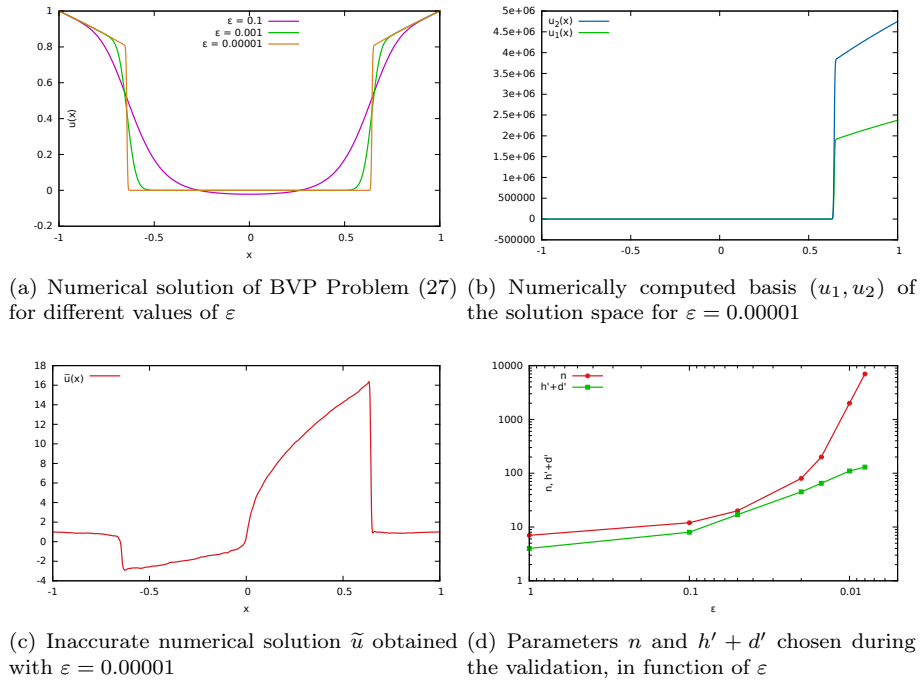 ε = 0.1
ε = 0.001
ε = 0.00001
1
0.8
0.6
0.4
0.2
0
-0.2
u(x)
-1
-0.5
0
0.5
1
x
(a) Numerical solution of BVP Problem (27) for different values of ε
u₂(x)
u₁(x)
5e+06
4.5e+06
4e+06
3.5e+06
3e+06
2.5e+06
2e+06
1.5e+06
1e+06
500000
0
-500000
-1
-0.5
0
0.5
1
(b) Numerically computed basis (u₁, u₂) of the solution space for ε = 0.00001
ũ(x)
18
16
14
12
10
8
6
4
2
0
-2
-4
-1
-0.5
0
0.5
1
x
(c) Inaccurate numerical solution ũ obtained with ε = 0.00001
n
h'+d'
10000
1000
100
10
1
n, h'+d'
1
0.1
0.01
ε
(d) Parameters n and h′ + d′ chosen during the validation, in function of ε